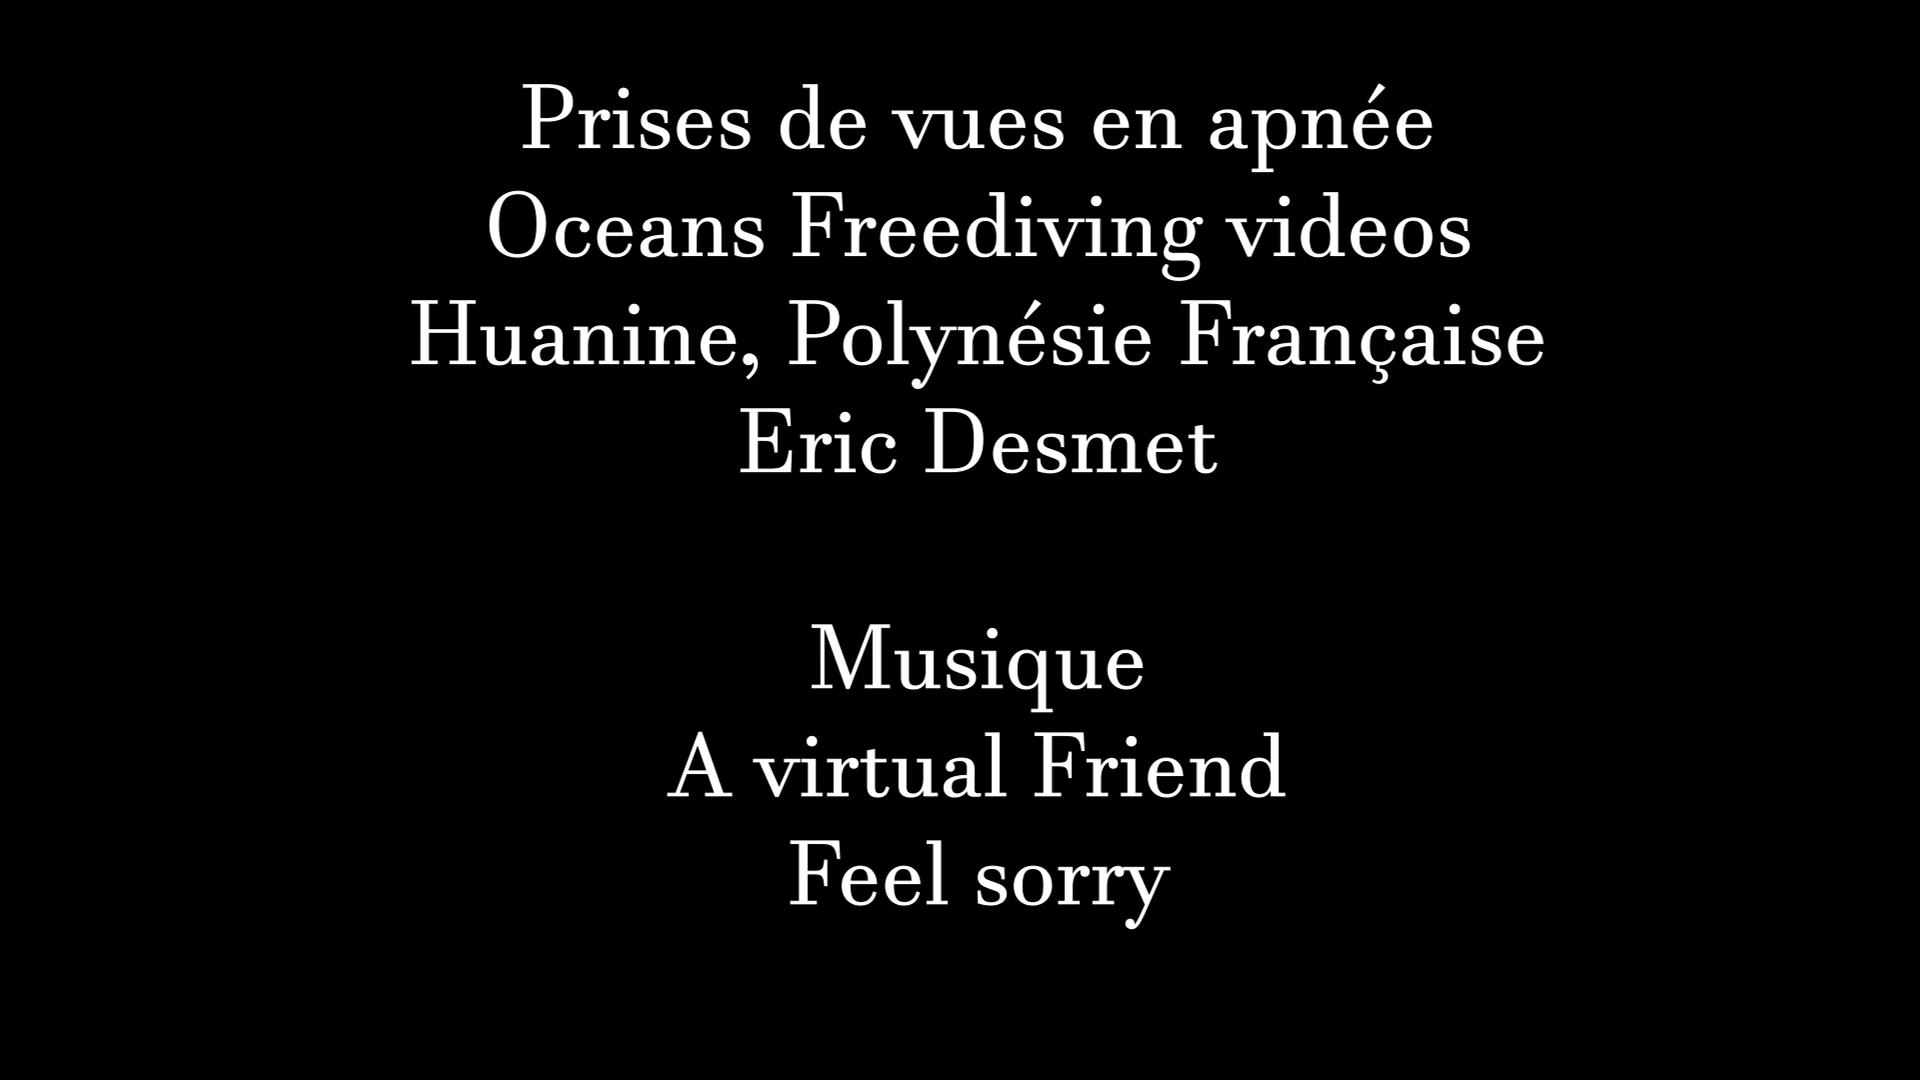 Prises de vues en apnée
Oceans Freediving videos
Huanine, Polynésie Française
Eric Desmet
Musique
A virtual Friend
Feel sorry